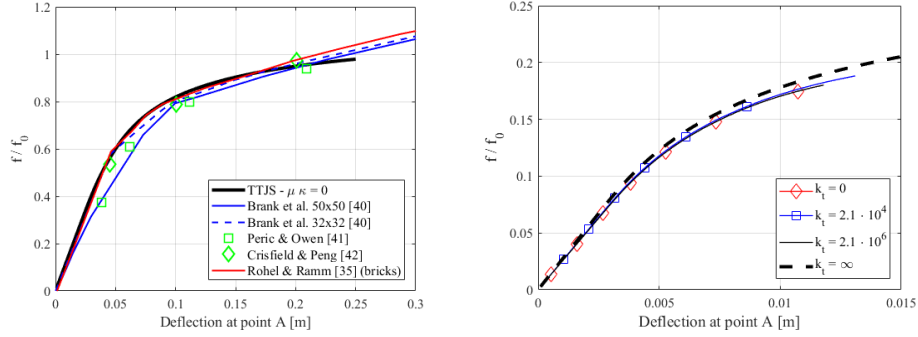 1.2
1
0.8
0.6
0.4
0.2
0
f / f0
TTJS - μ κ = 0
Brank et al. 50x50 [40]
Brank et al. 32x32 [40]
Peric & Owen [41]
Crisfield & Peng [42]
Rohel & Ramm [35] (bricks)
0 0.05 0.1 0.15 0.2 0.25 0.3
Deflection at point A [m]
0.25
0.20
0.15
0.10
0.05
0
f / f0
kt = 0
kt = 2.1 · 10^4
kt = 2.1 · 10^6
kt = ∞
0 0.005 0.01 0.015
Deflection at point A [m]